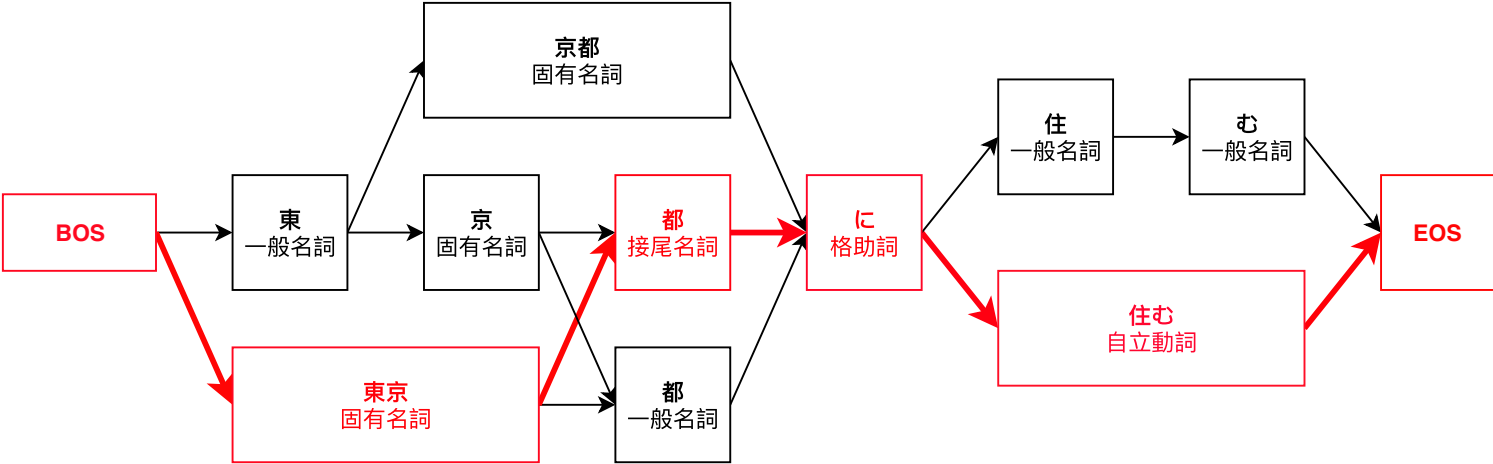 京都
固有名詞
住
一般名詞
む
一般名詞
BOS
東
一般名詞
京
固有名詞
都
接尾名詞
に
格助詞
EOS
住む
自立動詞
東京
固有名詞
都
一般名詞